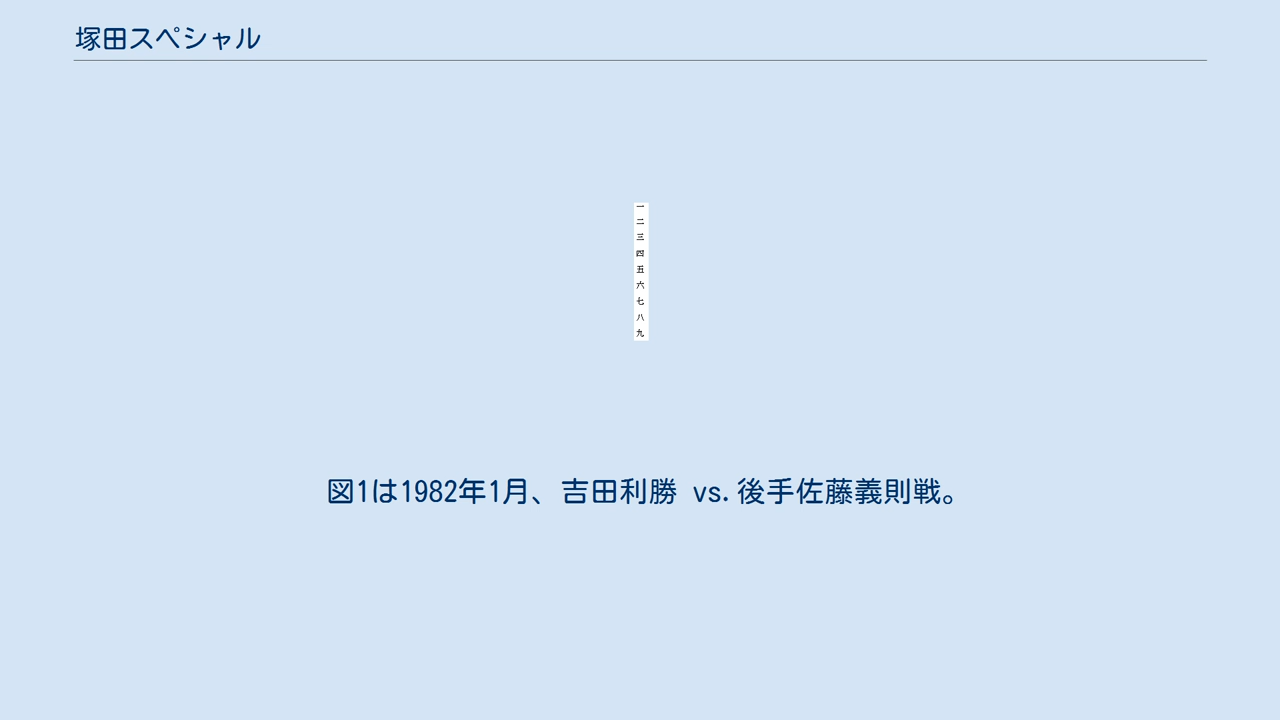 塚田スペシャル
一
二
三
四
五
六
七
八
九
図1は1982年1月、吉田利勝 vs.後手佐藤義則戦。